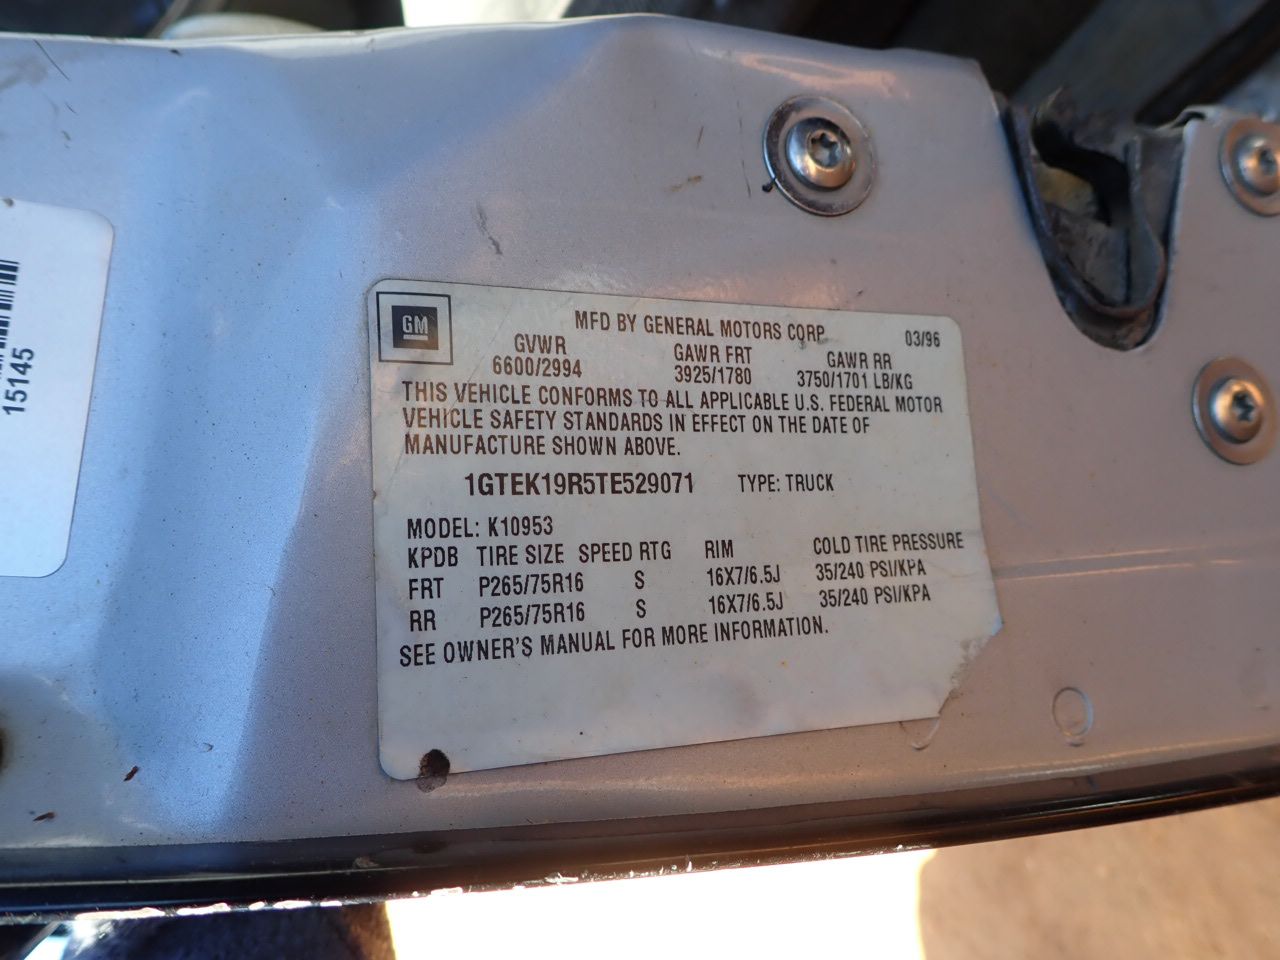 15145
GM
MFD BY GENERAL MOTORS CORP 03/96
GVWR GAWR FRT GAWR RR
6600/2994 3925/1780 3750/1701 LB/KG
THIS VEHICLE CONFORMS TO ALL APPLICABLE U.S. FEDERAL MOTOR
VEHICLE SAFETY STANDARDS IN EFFECT ON THE DATE OF
MANUFACTURE SHOWN ABOVE.
1GTEK19R5TE529071 TYPE: TRUCK
MODEL: K10953
KPDB TIRE SIZE SPEED RTG RIM COLD TIRE PRESSURE
FRT P265/75R16 S 16X7/6.5J 35/240 PSI/KPA
RR P265/75R16 S 16X7/6.5J 35/240 PSI/KPA
SEE OWNER'S MANUAL FOR MORE INFORMATION.